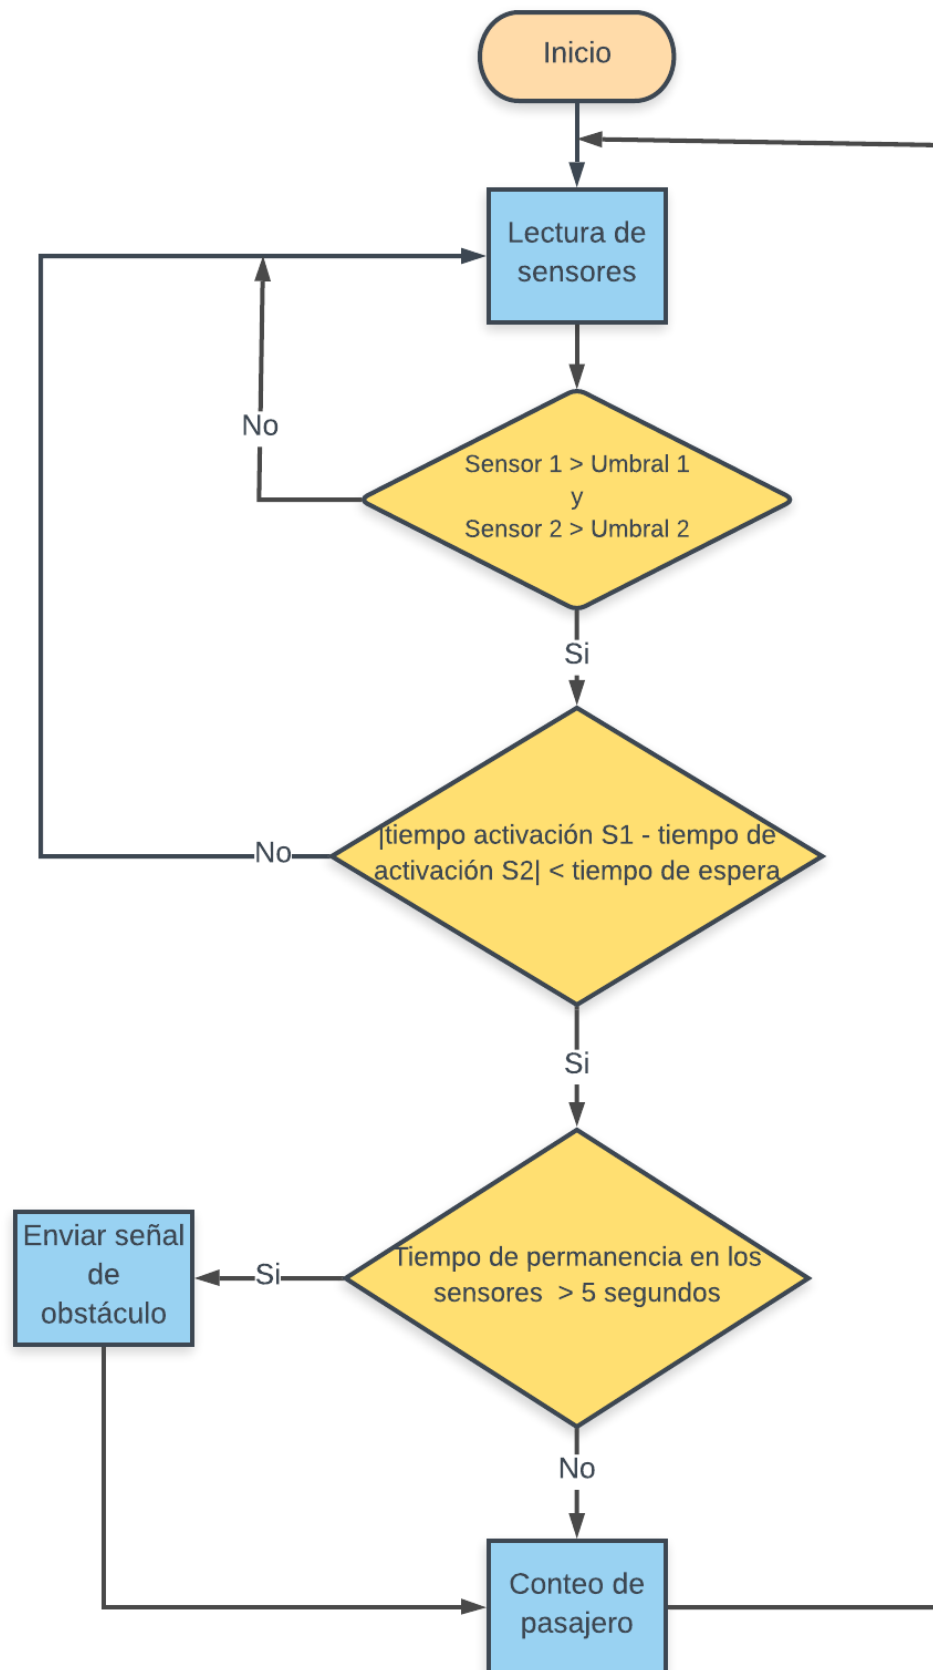 Inicio
Lectura de
sensores
No
Sensor 1 > Umbral 1
y
Sensor 2 > Umbral 2
Si
|tiempo activación S1 - tiempo de
activación S2| < tiempo de espera
No
Si
Tiempo de permanencia en los
sensores > 5 segundos
Si
Enviar señal
de
obstáculo
No
Conteo de
pasajero